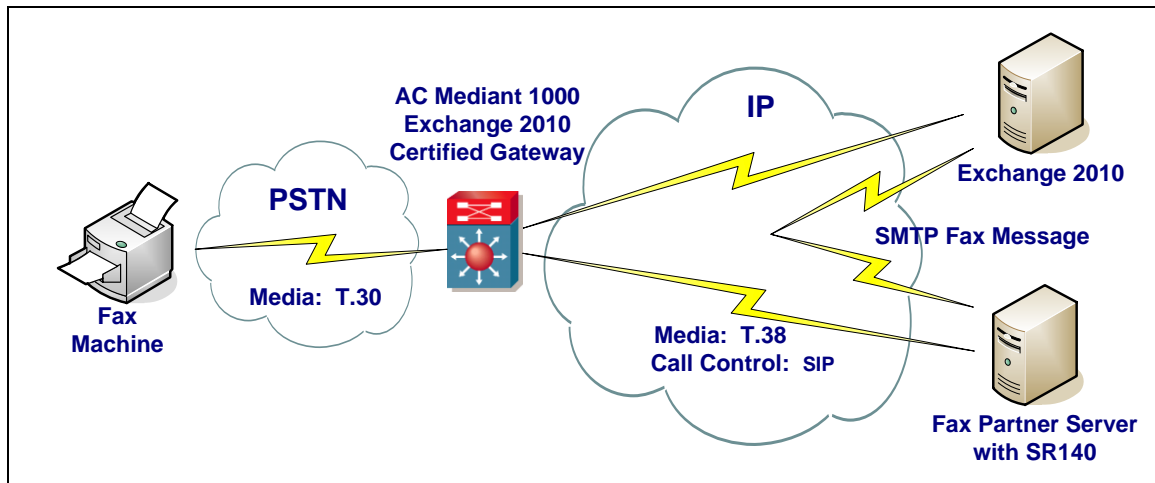 AC Mediant 1000
Exchange 2010
Certified Gateway
IP
PSTN
Exchange 2010
SMTP Fax Message
Media: T.30
Fax
Machine
Media: T.38
Call Control: SIP
Fax Partner Server
with SR140